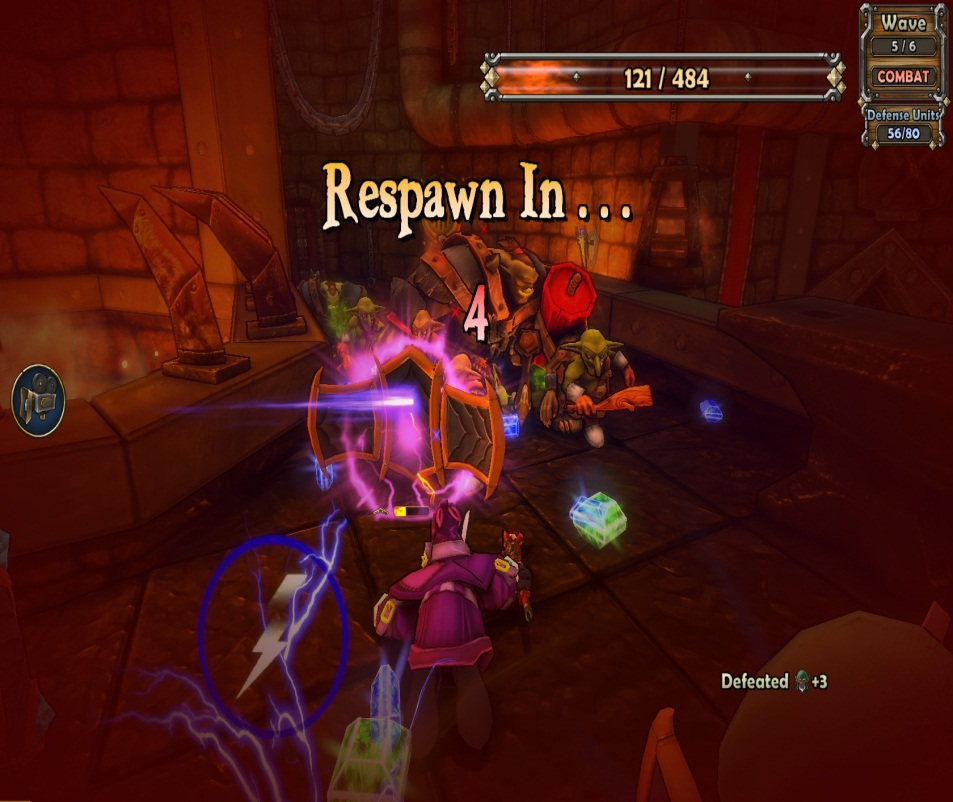 Wave
5 / 6
COMBAT
Defense Units
56/80
121 / 484
Respawn In . . .
4
Defeated +3